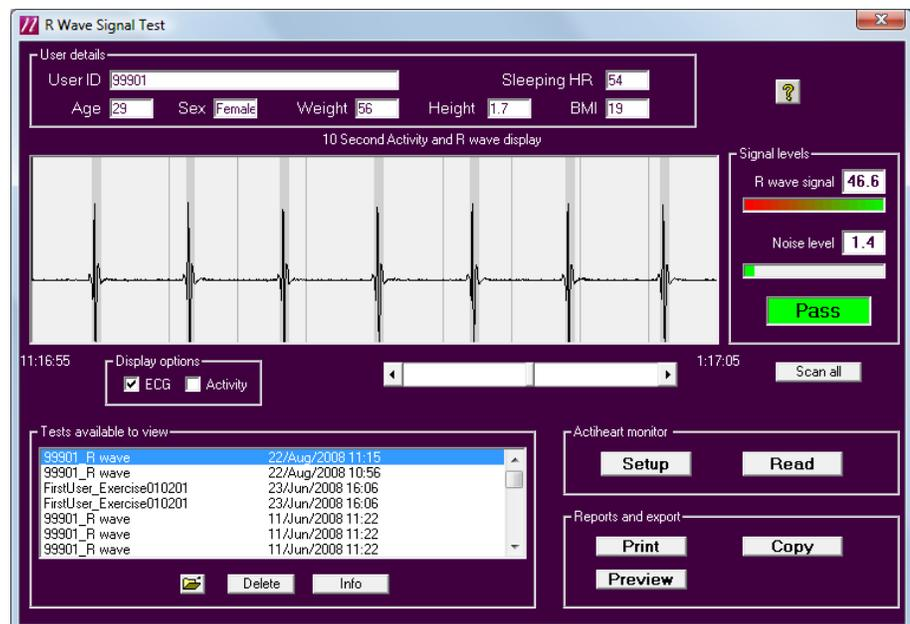 R Wave Signal Test
User details
User ID 99901 Sleeping HR 54
Age 29 Sex Female Weight 56 Height 1.7 BMI 19
?
10 Second Activity and R wave display
Signal levels
R wave signal 46.6
Noise level 1.4
Pass
11:16:55
1:17:05
Display options
ECG Activity
Scan all
Tests available to view
99901_R wave 22/Aug/2008 11:15
99901_R wave 22/Aug/2008 10:56
FirstUser_Exercise010201 23/Jun/2008 16:06
FirstUser_Exercise010201 23/Jun/2008 16:06
99901_R wave 11/Jun/2008 11:22
99901_R wave 11/Jun/2008 11:22
99901_R wave 11/Jun/2008 11:22
Delete Info
Actiheart monitor
Setup Read
Reports and export
Print Copy
Preview